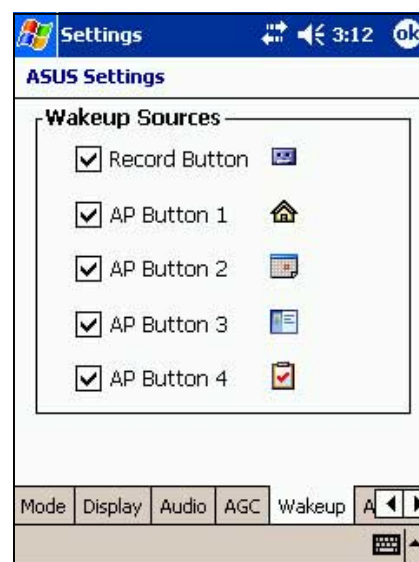 Settings 3:12 ok
ASUS Settings
Wakeup Sources
Record Button
AP Button 1
AP Button 2
AP Button 3
AP Button 4
Mode Display Audio AGC Wakeup A